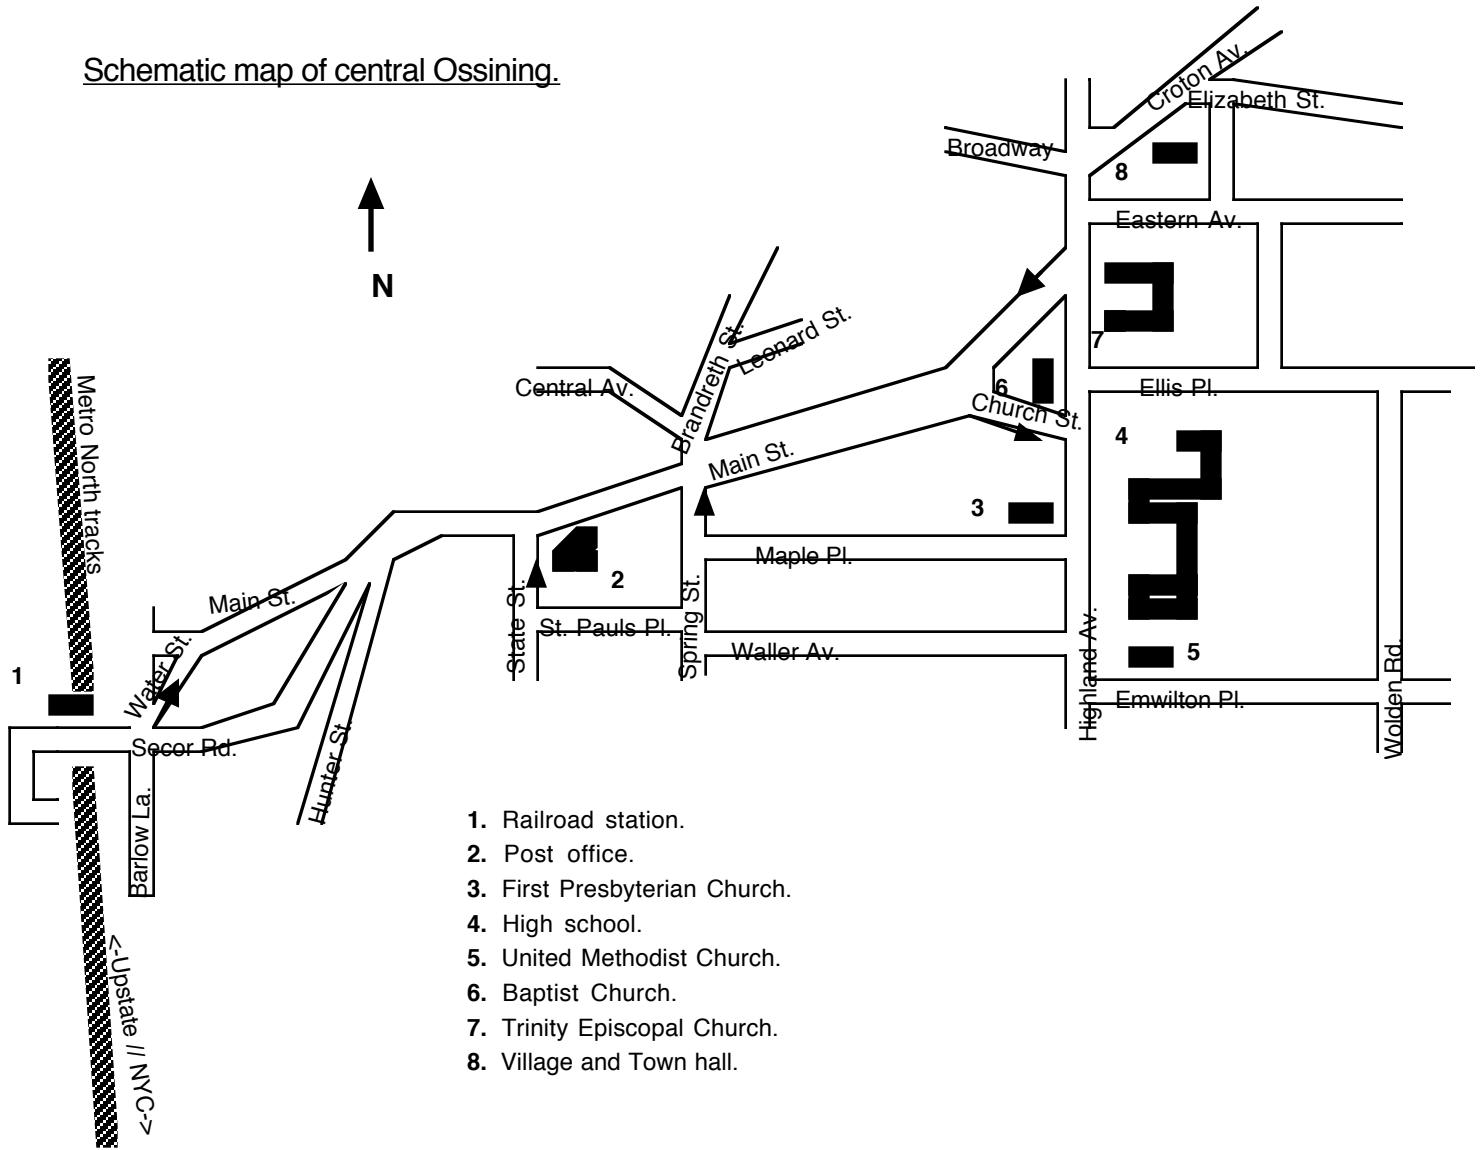 Schematic map of central Ossining.
Croton Av.
Elizabeth St.
Broadway
8
Eastern Av.
N
7
Leonard St.
Brandreth St.
Central Av.
6
Ellis Pl.
Church St.
Metro North tracks
4
Main St.
3
Maple Pl.
2
Main St.
State St.
St. Pauls Pl.
Spring St.
Waller Av.
Highland Av.
5
Wolden Rd.
1
Water St.
Emwilton Pl.
Secor Rd.
Hunter St.
Barlow La.
<-Upstate // NYC->
1. Railroad station.
2. Post office.
3. First Presbyterian Church.
4. High school.
5. United Methodist Church.
6. Baptist Church.
7. Trinity Episcopal Church.
8. Village and Town hall.